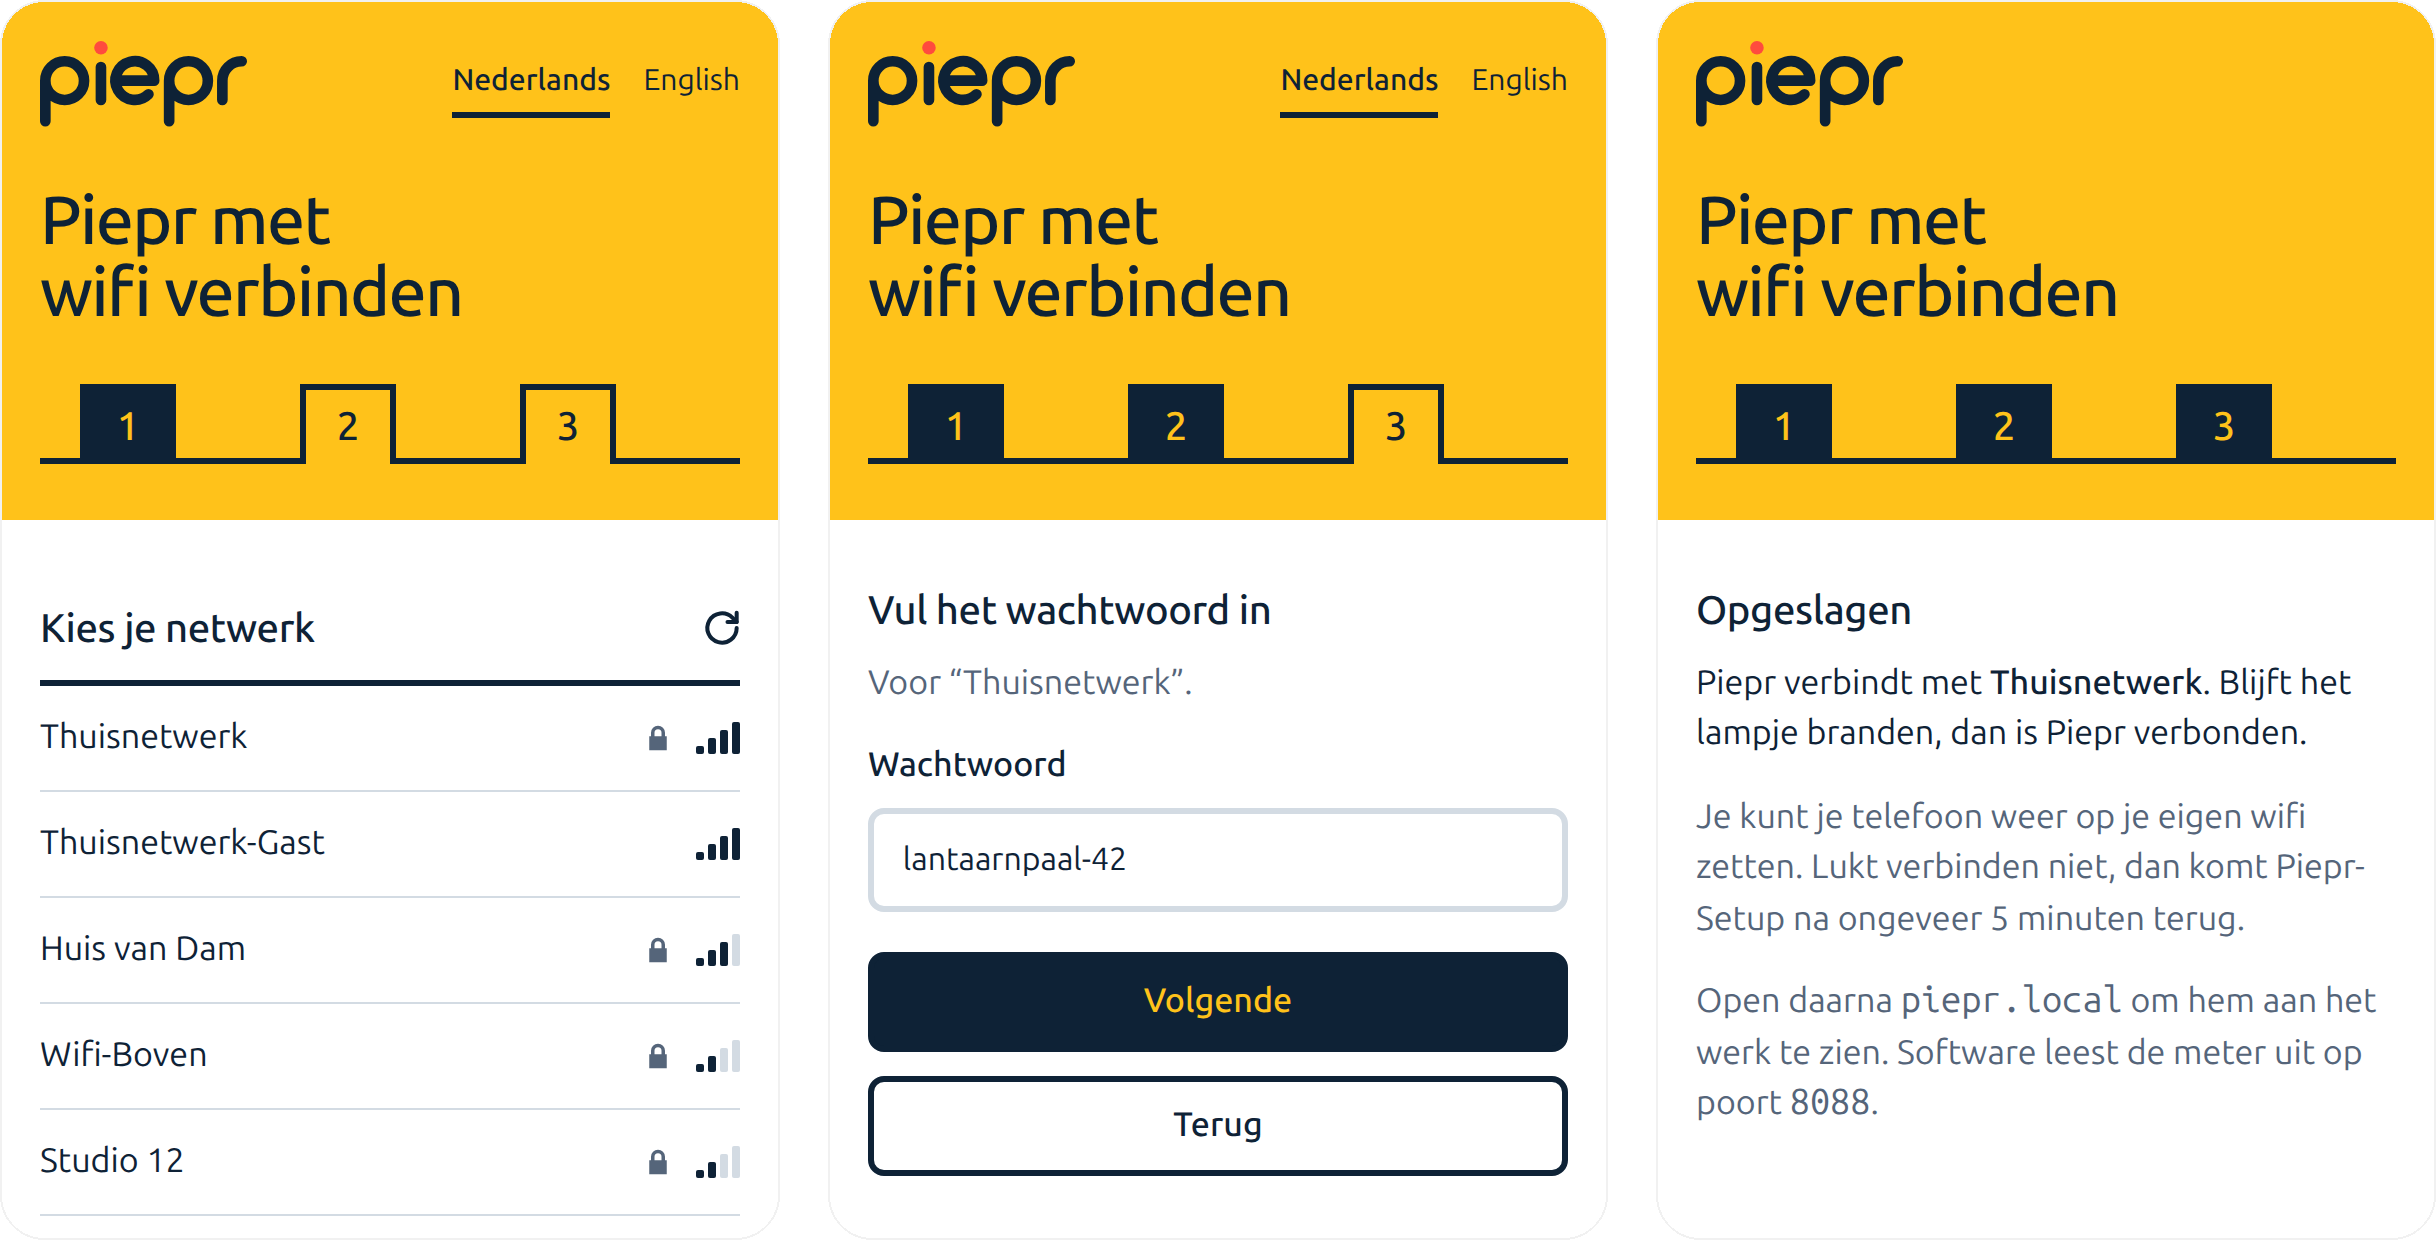 piepr
Nederlands English
Piepr met
wifi verbinden
1 2 3
Kies je netwerk
Thuisnetwerk
Thuisnetwerk-Gast
Huis van Dam
Wifi-Boven
Studio 12
piepr
Nederlands English
Piepr met
wifi verbinden
1 2 3
Vul het wachtwoord in
Voor “Thuisnetwerk”.
Wachtwoord
lantaarnpaal-42
Volgende
Terug
piepr
Piepr met
wifi verbinden
1 2 3
Opgeslagen
Piepr verbindt met Thuisnetwerk. Blijft het
lampje branden, dan is Piepr verbonden.
Je kunt je telefoon weer op je eigen wifi
zetten. Lukt verbinden niet, dan komt Piepr-
Setup na ongeveer 5 minuten terug.
Open daarna piepr.local om hem aan het
werk te zien. Software leest de meter uit op
poort 8088.